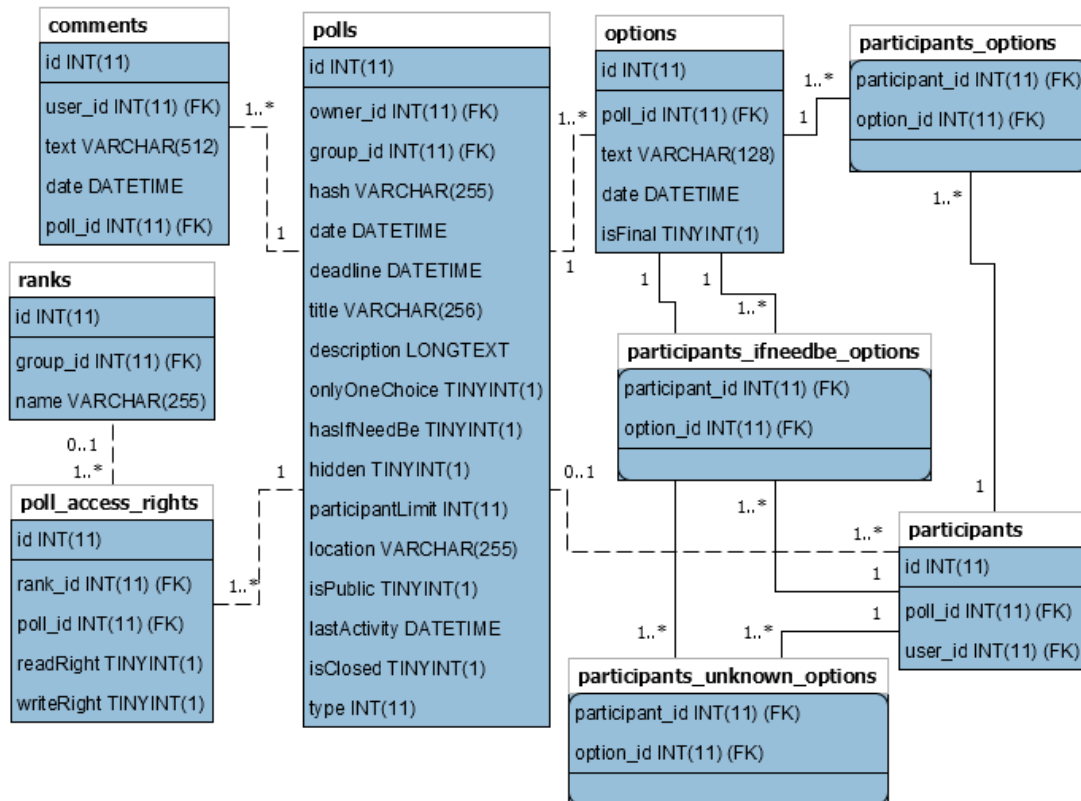 comments
id INT(11)
user_id INT(11) (FK)
text VARCHAR(512)
date DATETIME
poll_id INT(11) (FK)
1..*
1
polls
id INT(11)
owner_id INT(11) (FK)
group_id INT(11) (FK)
hash VARCHAR(255)
date DATETIME
deadline DATETIME
title VARCHAR(256)
description LONGTEXT
onlyOneChoice TINYINT(1)
hasIfNeedBe TINYINT(1)
hidden TINYINT(1)
participantLimit INT(11)
location VARCHAR(255)
isPublic TINYINT(1)
lastActivity DATETIME
isClosed TINYINT(1)
type INT(11)
1..*
1
options
id INT(11)
poll_id INT(11) (FK)
text VARCHAR(128)
date DATETIME
isFinal TINYINT(1)
1..*
1
participants_options
participant_id INT(11) (FK)
option_id INT(11) (FK)
1..*
1
ranks
id INT(11)
group_id INT(11) (FK)
name VARCHAR(255)
0..1
1..*
poll_access_rights
id INT(11)
rank_id INT(11) (FK)
poll_id INT(11) (FK)
readRight TINYINT(1)
writeRight TINYINT(1)
1
1..*
1
1
1..*
participants_ifneedbe_options
participant_id INT(11) (FK)
option_id INT(11) (FK)
0..1
1..*
1..*
1
1
1..*
1..*
participants
id INT(11)
poll_id INT(11) (FK)
user_id INT(11) (FK)
participants_unknown_options
participant_id INT(11) (FK)
option_id INT(11) (FK)